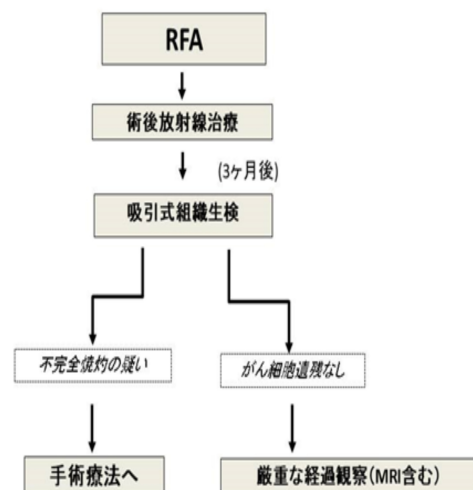 RFA
術後放射線治療
(3ヶ月後)
吸引式組織生検
不完全焼灼の疑い
がん細胞遺残なし
手術療法へ
厳重な経過観察(MRI含む)